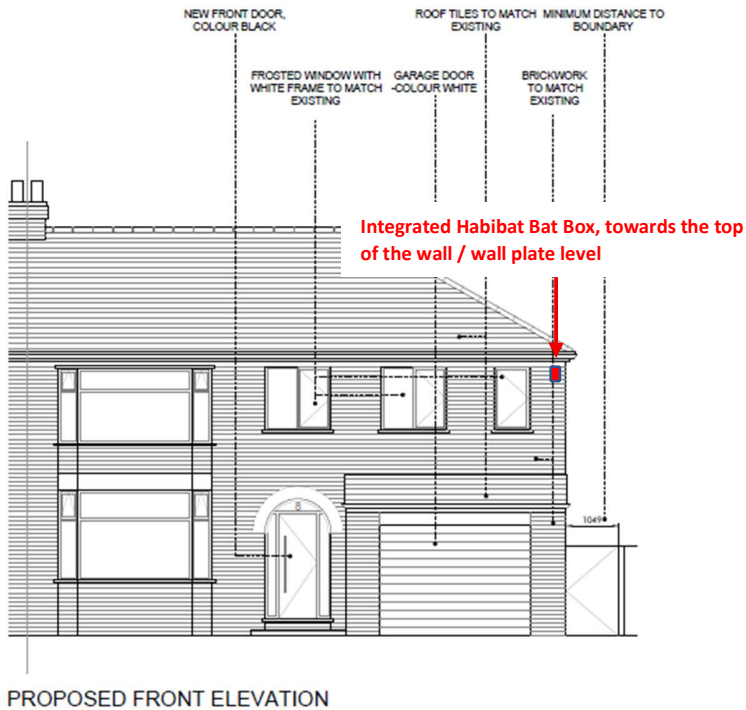 NEW FRONT DOOR,
COLOUR BLACK
ROOF TILES TO MATCH
EXISTING
MINIMUM DISTANCE TO
BOUNDARY
FROSTED WINDOW WITH
WHITE FRAME TO MATCH
EXISTING
GARAGE DOOR
-COLOUR WHITE
BRICKWORK
TO MATCH
EXISTING
Integrated Habibat Bat Box, towards the top
of the wall / wall plate level
8
1049
PROPOSED FRONT ELEVATION